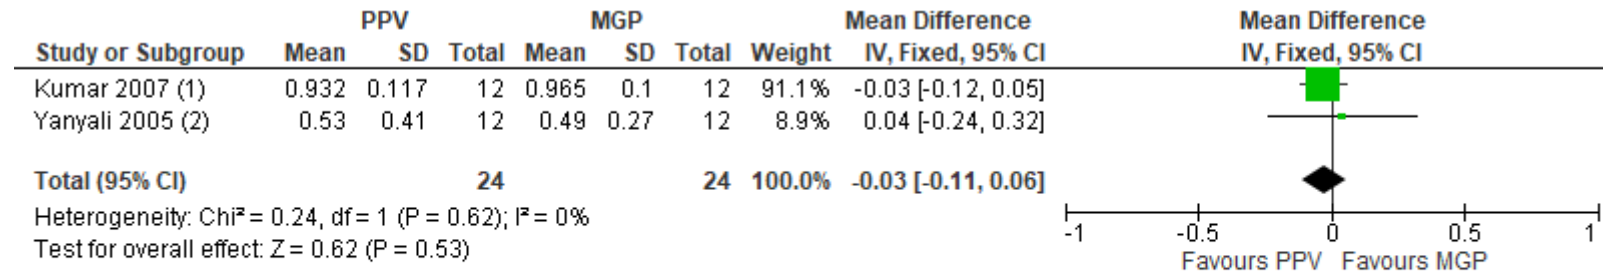 PPV MGP Mean Difference Mean Difference
Study or Subgroup Mean SD Total Mean SD Total Weight IV, Fixed, 95% CI IV, Fixed, 95% CI
Kumar 2007 (1) 0.932 0.117 12 0.965 0.1 12 91.1% -0.03 [-0.12, 0.05]
Yanyali 2005 (2) 0.53 0.41 12 0.49 0.27 12 8.9% 0.04 [-0.24, 0.32]
Total (95% CI) 24 24 100.0% -0.03 [-0.11, 0.06]
Heterogeneity: Chi² = 0.24, df = 1 (P = 0.62); I² = 0%
Test for overall effect: Z = 0.62 (P = 0.53)
-1 -0.5 0 0.5 1
Favours PPV Favours MGP